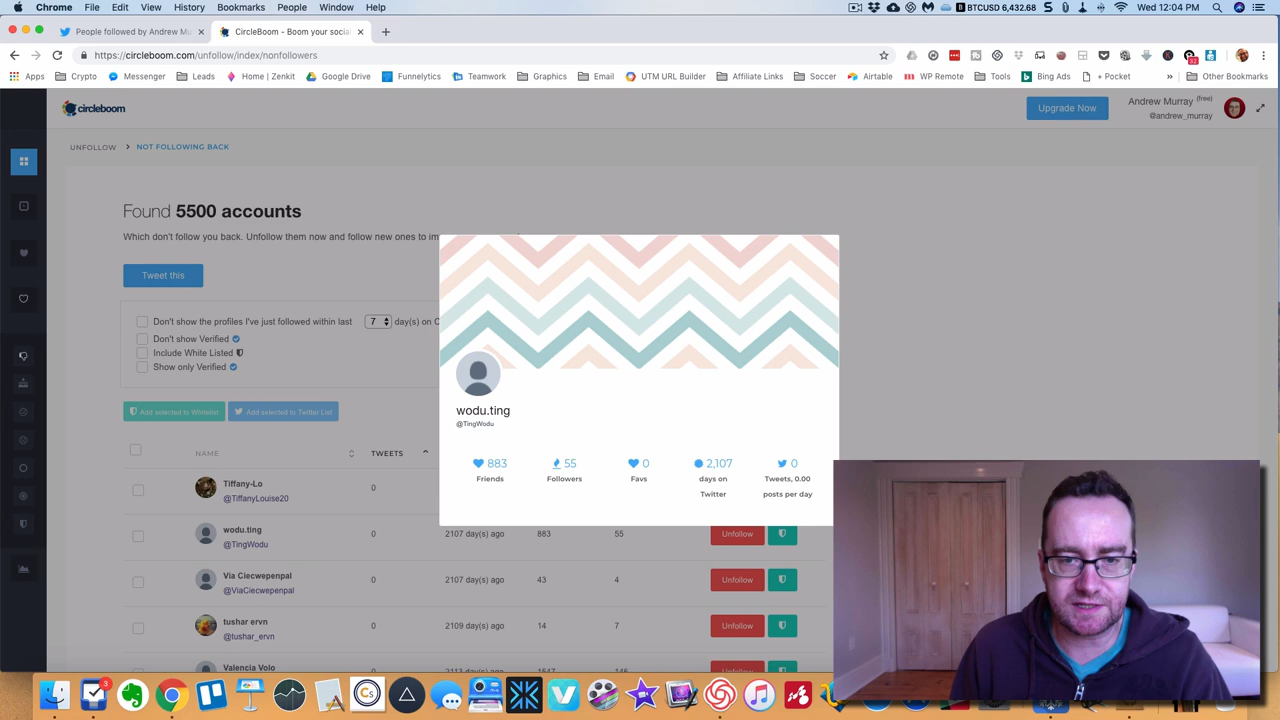 Chrome File Edit View History Bookmarks People Window Help BTCUSD 6,432.68 Wed 12:04 PM
People followed by Andrew Mu CircleBoom - Boom your social
https://circleboom.com/unfollow/index/nonfollowers
32
Apps Crypto Messenger Leads Home | Zenkit Google Drive Funnelytics Teamwork Graphics Email UTM URL Builder Affiliate Links Soccer Airtable WP Remote Tools Bing Ads + Pocket » Other Bookmarks
circleboom
Upgrade Now
Andrew Murray (free)
@andrew_murray
UNFOLLOW > NOT FOLLOWING BACK
Found 5500 accounts
Which don't follow you back. Unfollow them now and follow new ones to im
Tweet this
Don't show the profiles I've just followed within last 7 day(s) on C
Don't show Verified
Include White Listed
Show only Verified
Add selected to Whitelist Add selected to Twitter List
NAME TWEETS
Tiffany-Lo
@TiffanyLouise20
0
wodu.ting
@TingWodu
0 2107 day(s) ago 883 55 Unfollow
Via Ciecwepenpal
@ViaCiecwepenpal
0 2107 day(s) ago 43 4 Unfollow
tushar ervn
@tushar_ervn
0 2109 day(s) ago 14 7 Unfollow
Valencia Volo
wodu.ting
@TingWodu
883 55 0 2,107 0
Friends Followers Favs days on Twitter Tweets, 0.00 posts per day
3